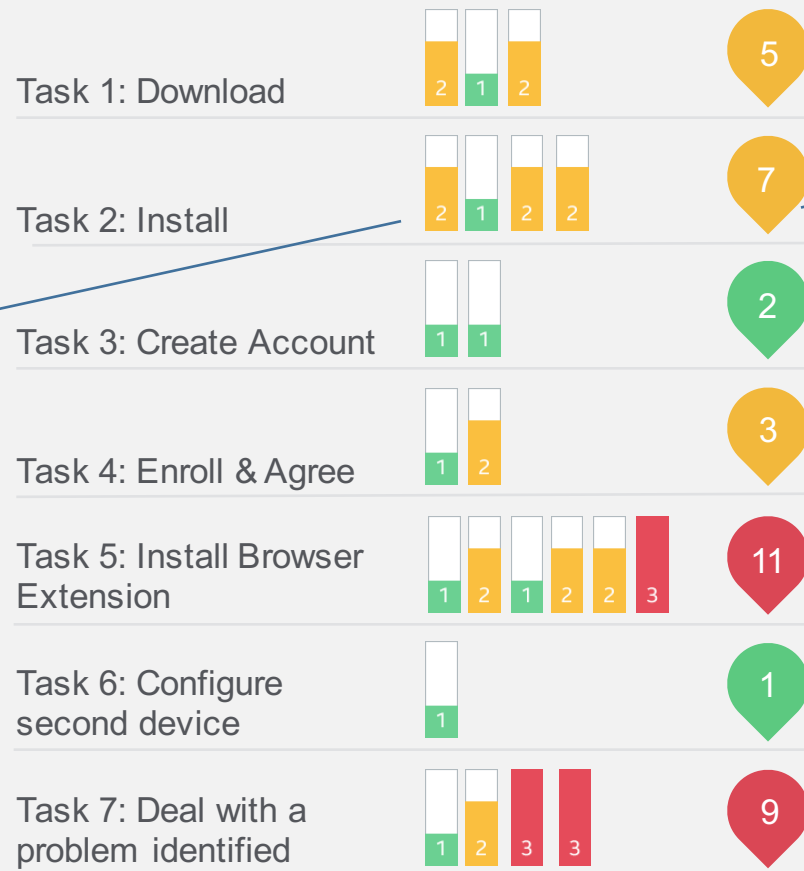 5
Task 1: Download
2 1 2
7
Task 2: Install
2 1 2 2
2
Task 3: Create Account
1 1
3
Task 4: Enroll & Agree
1 2
Task 5: Install Browser
Extension
1 2 1 2 2 3
11
Task 6: Configure
second device
1
1
Task 7: Deal with a
problem identified
1 2 3 3
9